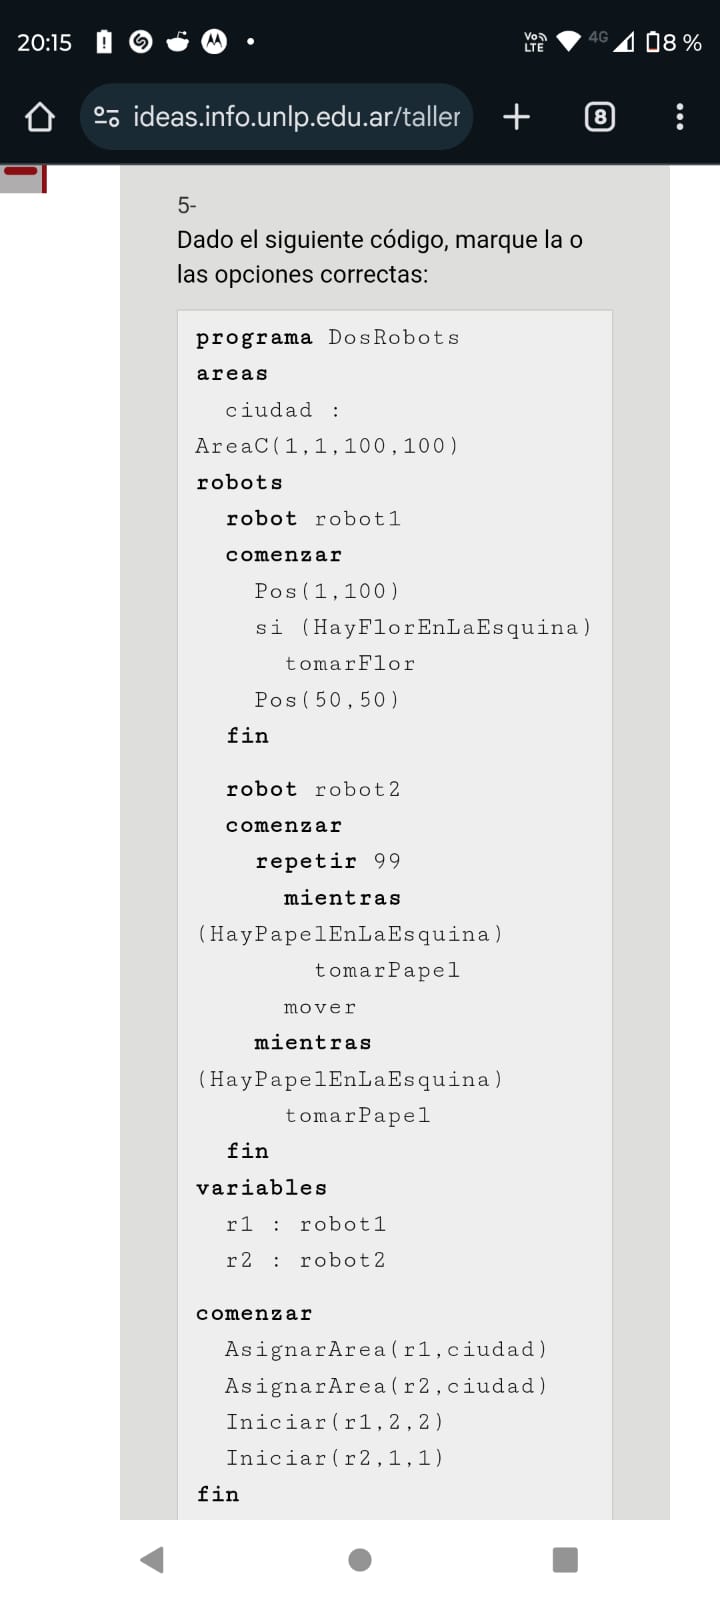 20:15
Vo))
LTE
4G
8 %
ideas.info.unlp.edu.ar/taller
8
5-
Dado el siguiente código, marque la o
las opciones correctas:
programa DosRobots
areas
ciudad :
AreaC(1,1,100,100)
robots
robot robot1
comenzar
Pos(1,100)
si (HayFlorEnLaEsquina)
tomarFlor
Pos(50,50)
fin
robot robot2
comenzar
repetir 99
mientras
(HayPapelEnLaEsquina)
tomarPapel
mover
mientras
(HayPapelEnLaEsquina)
tomarPapel
fin
variables
r1 : robot1
r2 : robot2
comenzar
AsignarArea(r1,ciudad)
AsignarArea(r2,ciudad)
Iniciar(r1,2,2)
Iniciar(r2,1,1)
fin